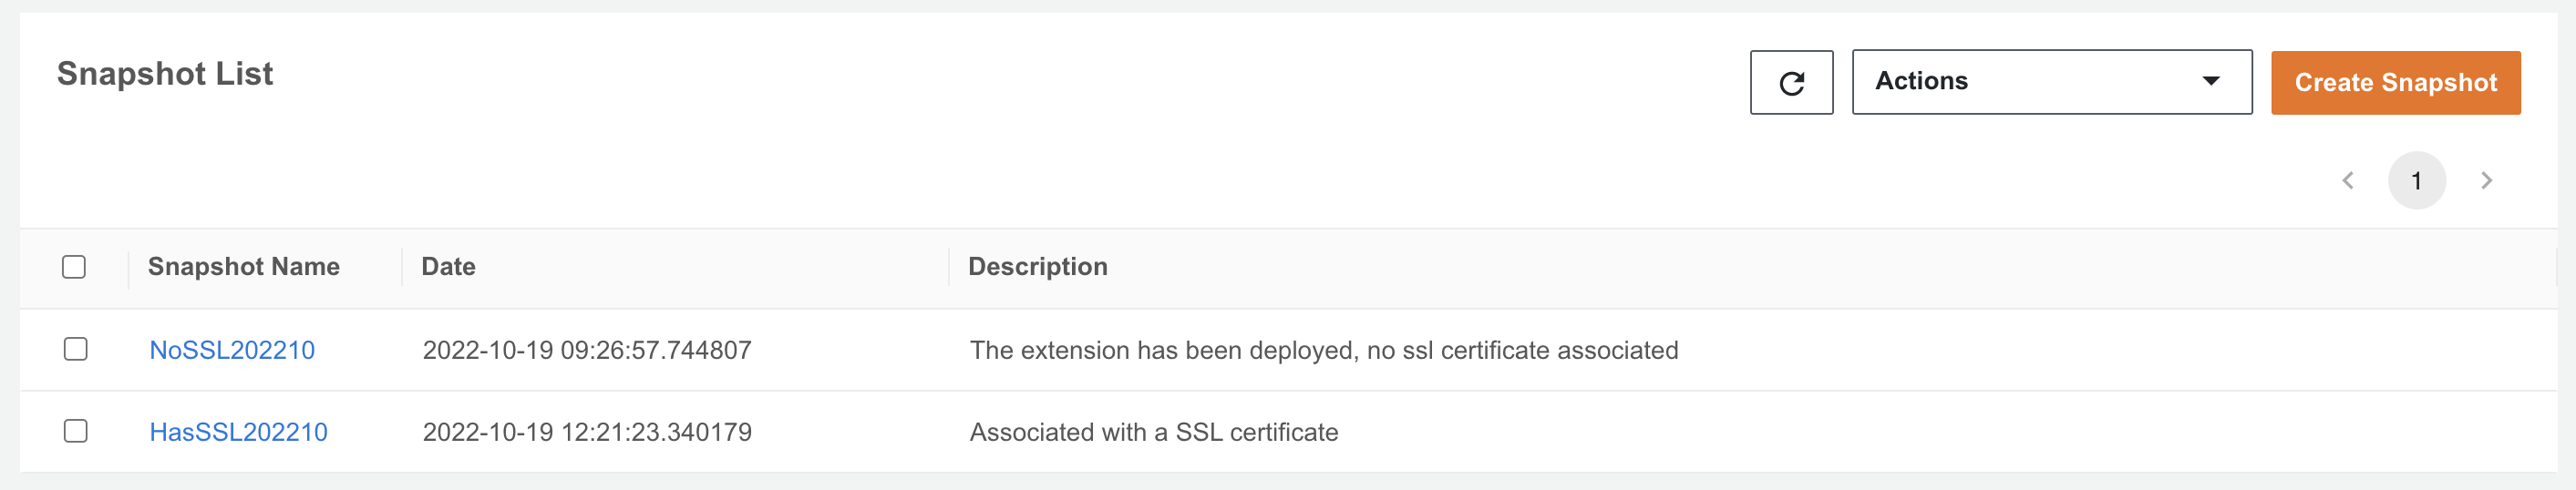 Snapshot List
Actions
Create Snapshot
1
Snapshot Name Date Description
NoSSL202210 2022-10-19 09:26:57.744807 The extension has been deployed, no ssl certificate associated
HasSSL202210 2022-10-19 12:21:23.340179 Associated with a SSL certificate